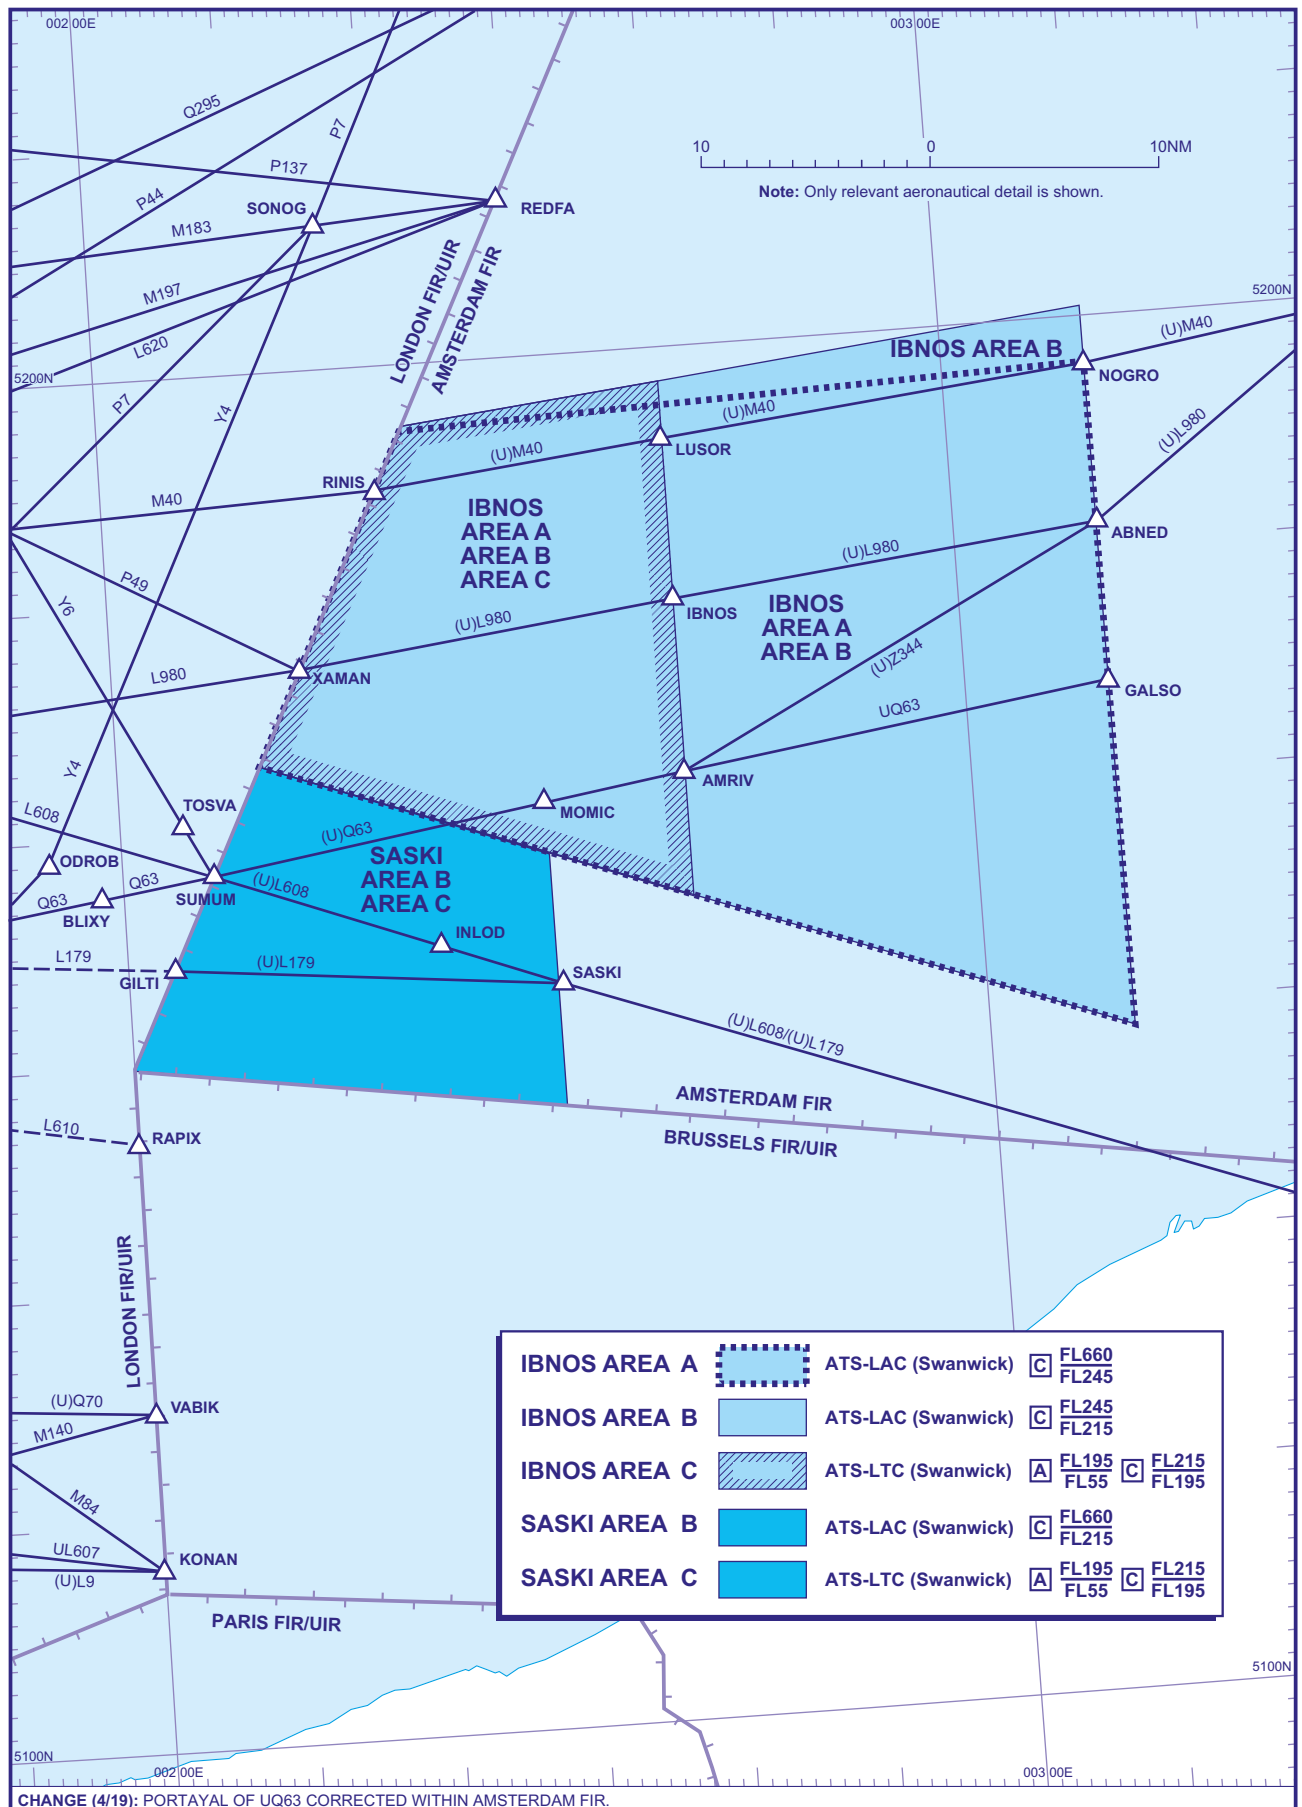 002 00E
003 00E
Q295
P7
10 0 10NM
P137
Note: Only relevant aeronautical detail is shown.
P44
SONOG
REDFA
M183
LONDON FIR/UIR
AMSTERDAM FIR
M197
5200N
L620
(U)M40
IBNOS AREA B
NOGRO
5200N
P7
Y4
(U)M40
(U)L980
LUSOR
(U)M40
RINIS
M40
IBNOS
AREA A
AREA B
AREA C
ABNED
(U)L980
P49
Y6
IBNOS
IBNOS
AREA A
AREA B
(U)L980
(U)Z344
L980
XAMAN
GALSO
UQ63
Y4
AMRIV
TOSVA
MOMIC
L608
(U)Q63
ODROB
SASKI
AREA B
AREA C
Q63
(U)L608
Q63
BLIXY
SUMUM
INLOD
L179
(U)L179
SASKI
GILTI
(U)L608/(U)L179
AMSTERDAM FIR
L610
RAPIX
BRUSSELS FIR/UIR
LONDON FIR/UIR
IBNOS AREA A ATS-LAC (Swanwick) C FL660 FL245
IBNOS AREA B ATS-LAC (Swanwick) C FL245 FL215
IBNOS AREA C ATS-LTC (Swanwick) A FL195 FL55 C FL215 FL195
SASKI AREA B ATS-LAC (Swanwick) C FL660 FL215
SASKI AREA C ATS-LTC (Swanwick) A FL195 FL55 C FL215 FL195
(U)Q70
VABIK
M140
M84
UL607
KONAN
(U)L9
PARIS FIR/UIR
5100N
5100N
002 00E
003 00E
CHANGE (4/19): PORTAYAL OF UQ63 CORRECTED WITHIN AMSTERDAM FIR.